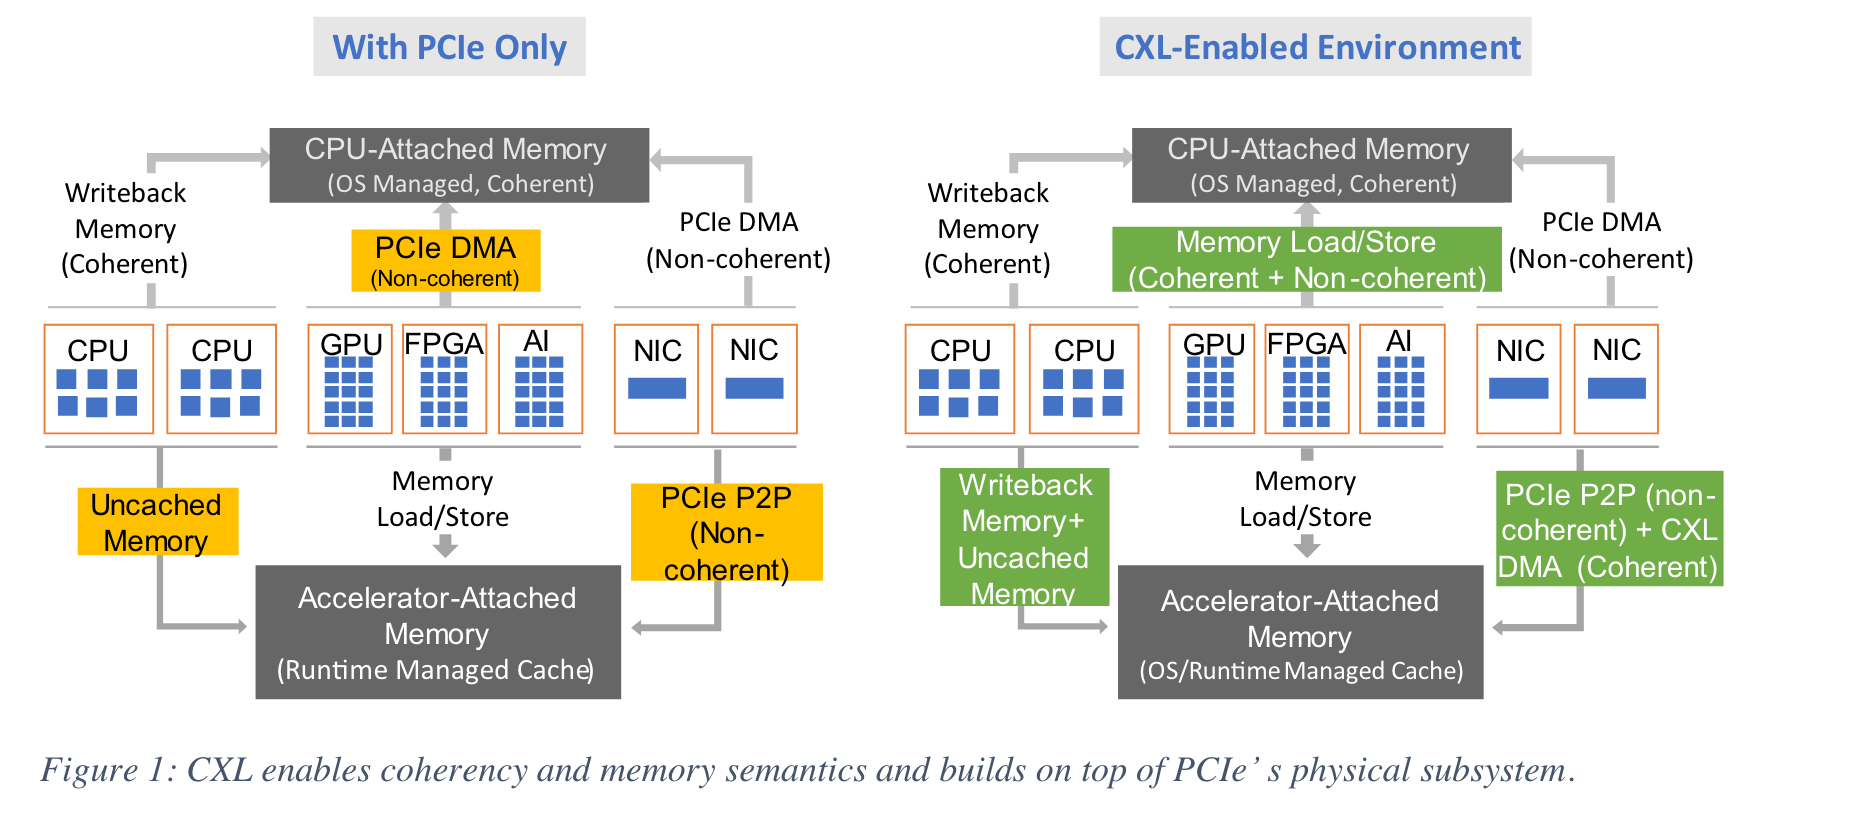 With PCIe Only
CPU-Attached Memory
(OS Managed, Coherent)
Writeback
Memory
(Coherent)
PCIe DMA
(Non-coherent)
PCIe DMA
(Non-coherent)
CPU
CPU
GPU
FPGA
AI
NIC
NIC
Uncached
Memory
Memory
Load/Store
PCIe P2P
(Non-
coherent)
Accelerator-Attached
Memory
(Runtime Managed Cache)
CXL-Enabled Environment
CPU-Attached Memory
(OS Managed, Coherent)
Writeback
Memory
(Coherent)
Memory Load/Store
(Coherent + Non-coherent)
PCIe DMA
(Non-coherent)
CPU
CPU
GPU
FPGA
AI
NIC
NIC
Writeback
Memory+
Uncached
Memory
Memory
Load/Store
PCIe P2P (non-
coherent) + CXL
DMA (Coherent)
Accelerator-Attached
Memory
(OS/Runtime Managed Cache)
Figure 1: CXL enables coherency and memory semantics and builds on top of PCIe’s physical subsystem.